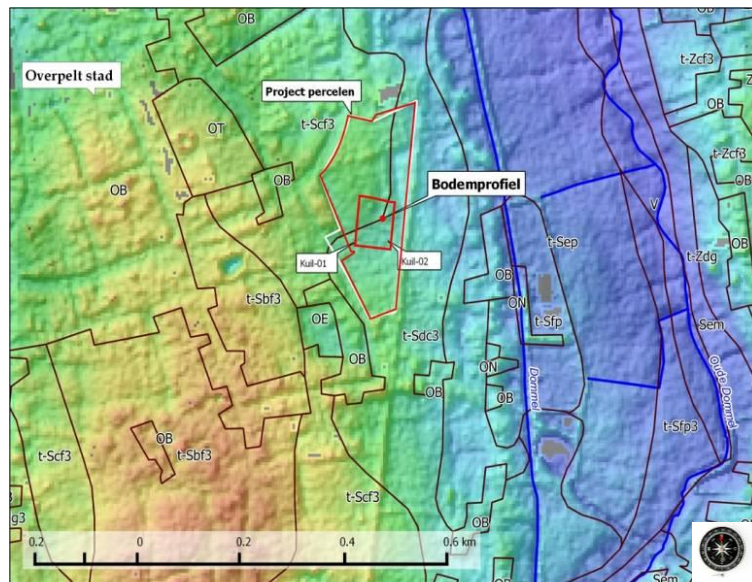 OB
OB
t-Zcf3
Overpelt stad
Project percelen
OB
Z
t-Scf3
OT
OB
t-Zcf3
OB
Bodemprofiel
OB
V
t-Sep
Kuil-01
Kuil-02
t-Zdg
OB
t-Sbf3
ON
OE
t-Sfp
Sem
t-Sdc3
OB
ON
Oude Dommel
OB
OB
Dommel
OB
t-Scf3
t-Sbf3
t-Sfp3
t-Scf3
g3
OB
0.2
0
0.2
0.4
0.6 km
OB
Sem